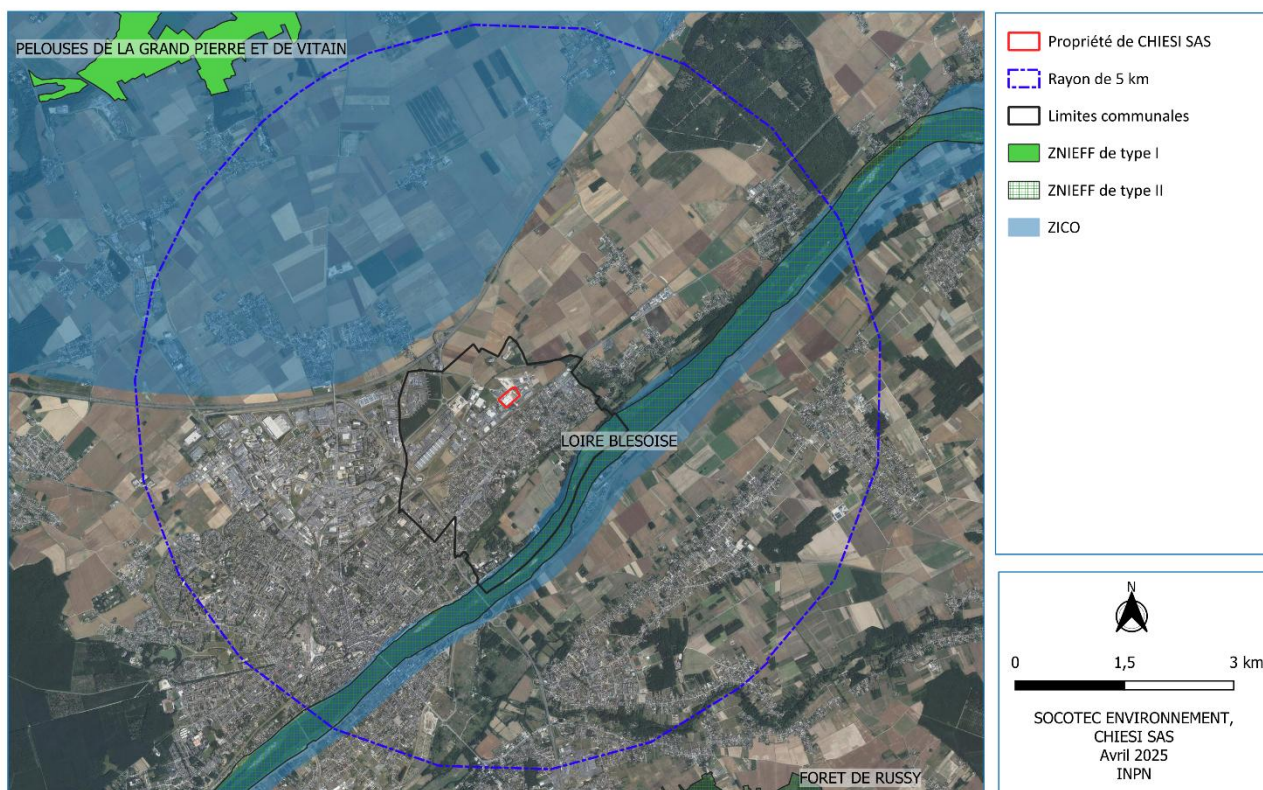 PELOUSES DE LA GRAND PIERRE ET DE VITAIN
LOIRE BLESOISE
FORET DE RUSSY
Propriété de CHIESI SAS
Rayon de 5 km
Limites communales
ZNIEFF de type I
ZNIEFF de type II
ZICO
N
0 1,5 3 km
SOCOTEC ENVIRONNEMENT,
CHIESI SAS
Avril 2025
INPN